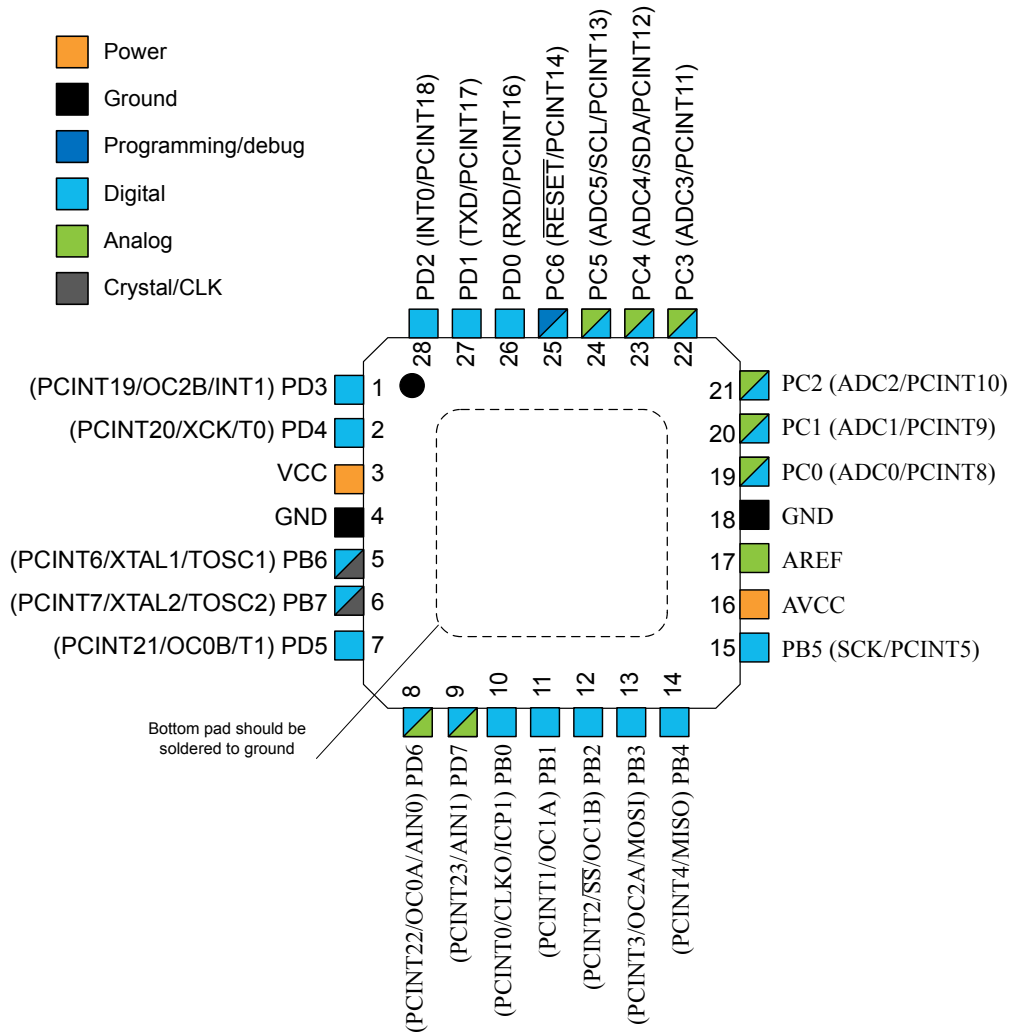 Power
Ground
Programming/debug
Digital
Analog
Crystal/CLK
PD2 (INT0/PCINT18)
PD1 (TXD/PCINT17)
PD0 (RXD/PCINT16)
PC6 (RESET/PCINT14)
PC5 (ADC5/SCL/PCINT13)
PC4 (ADC4/SDA/PCINT12)
PC3 (ADC3/PCINT11)
28
27
26
25
24
23
22
(PCINT19/OC2B/INT1) PD3
1
(PCINT20/XCK/T0) PD4
2
VCC
3
GND
4
(PCINT6/XTAL1/TOSC1) PB6
5
(PCINT7/XTAL2/TOSC2) PB7
6
(PCINT21/OC0B/T1) PD5
7
21
PC2 (ADC2/PCINT10)
20
PC1 (ADC1/PCINT9)
19
PC0 (ADC0/PCINT8)
18
GND
17
AREF
16
AVCC
15
PB5 (SCK/PCINT5)
8
9
10
11
12
13
14
Bottom pad should be
soldered to ground
(PCINT22/OC0A/AIN0) PD6
(PCINT23/AIN1) PD7
(PCINT0/CLKO/ICP1) PB0
(PCINT1/OC1A) PB1
(PCINT2/SS/OC1B) PB2
(PCINT3/OC2A/MOSI) PB3
(PCINT4/MISO) PB4